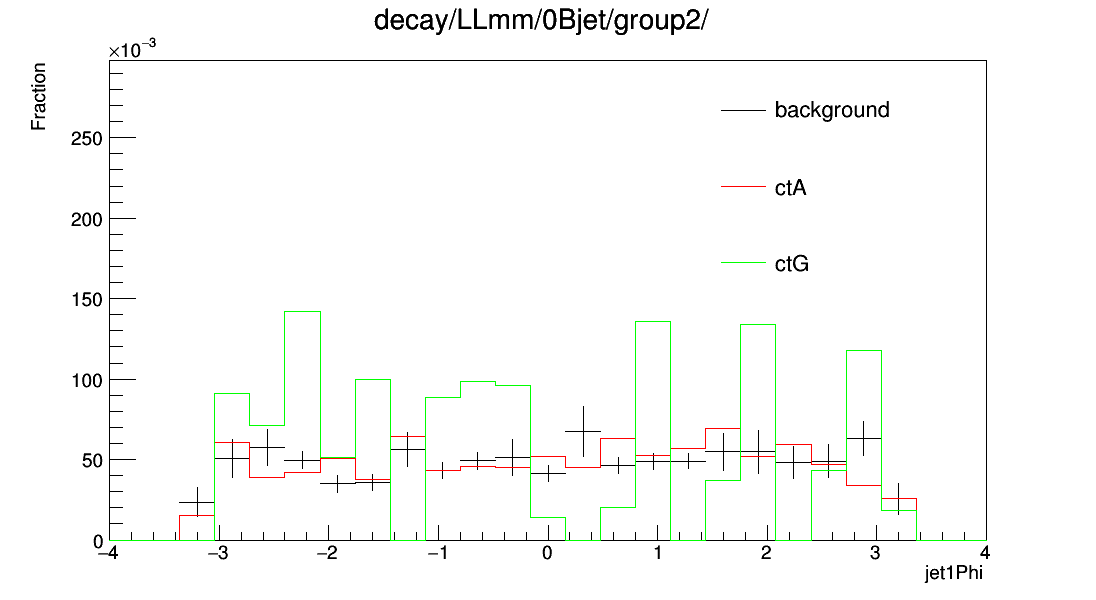 decay/LLmm/0Bjet/group2/
×10⁻³
Fraction
background
ctA
ctG
250
200
150
100
50
0
−4 −3 −2 −1 0 1 2 3 4
jet1Phi